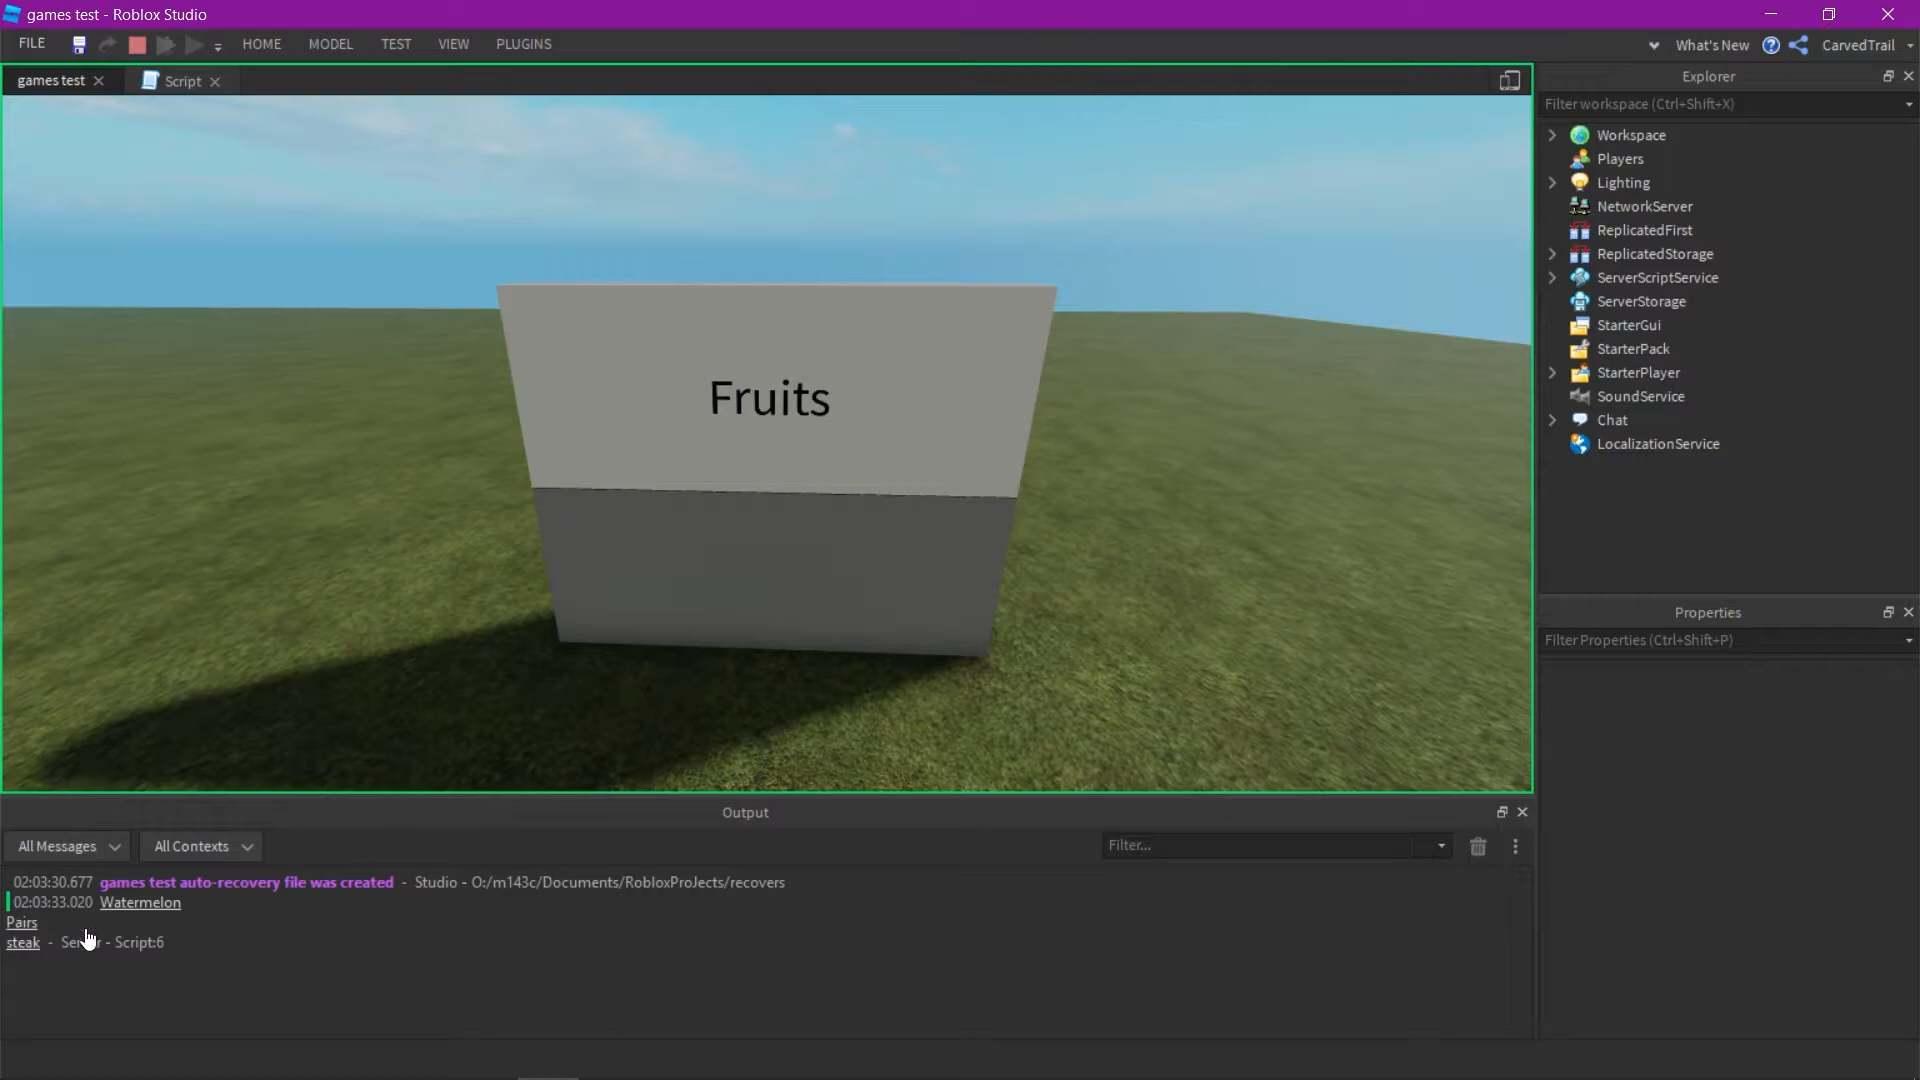 games test - Roblox Studio
FILE HOME MODEL TEST VIEW PLUGINS What's New CarvedTrail
games test Script
Explorer
Filter workspace (Ctrl+Shift+X)
Workspace
Players
Lighting
NetworkServer
ReplicatedFirst
ReplicatedStorage
ServerScriptService
ServerStorage
StarterGui
StarterPack
StarterPlayer
SoundService
Chat
LocalizationService
Fruits
Properties
Filter Properties (Ctrl+Shift+P)
Output
All Messages All Contexts Filter...
02:03:30.677 games test auto-recovery file was created - Studio - O:/m143c/Documents/RobloxProJects/recovers
02:03:33.020 Watermelon
Pairs
steak - - Script:6